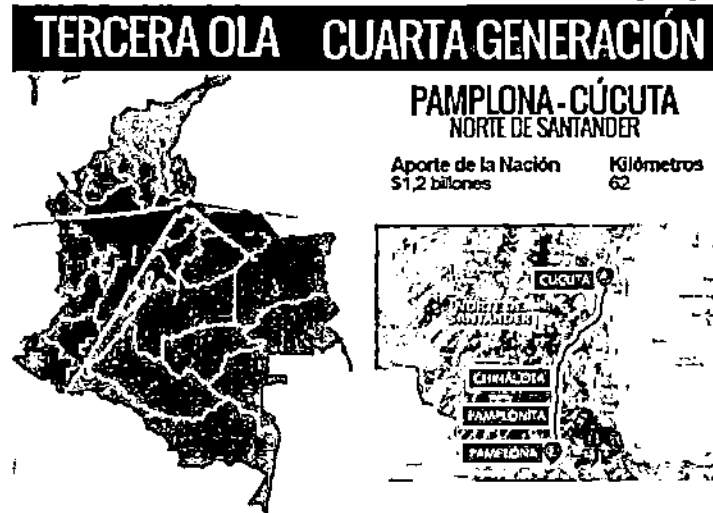 TERCERA OLA CUARTA GENERACIÓN
PAMPLONA-CÚCUTA
NORTE DE SANTANDER
Aporte de la Nación Kilómetros
$1,2 billones 62
CUCUTA
NORTE DE
SANTANDER
CHINÁCOTA
PAMPLONITA
PAMPLONA